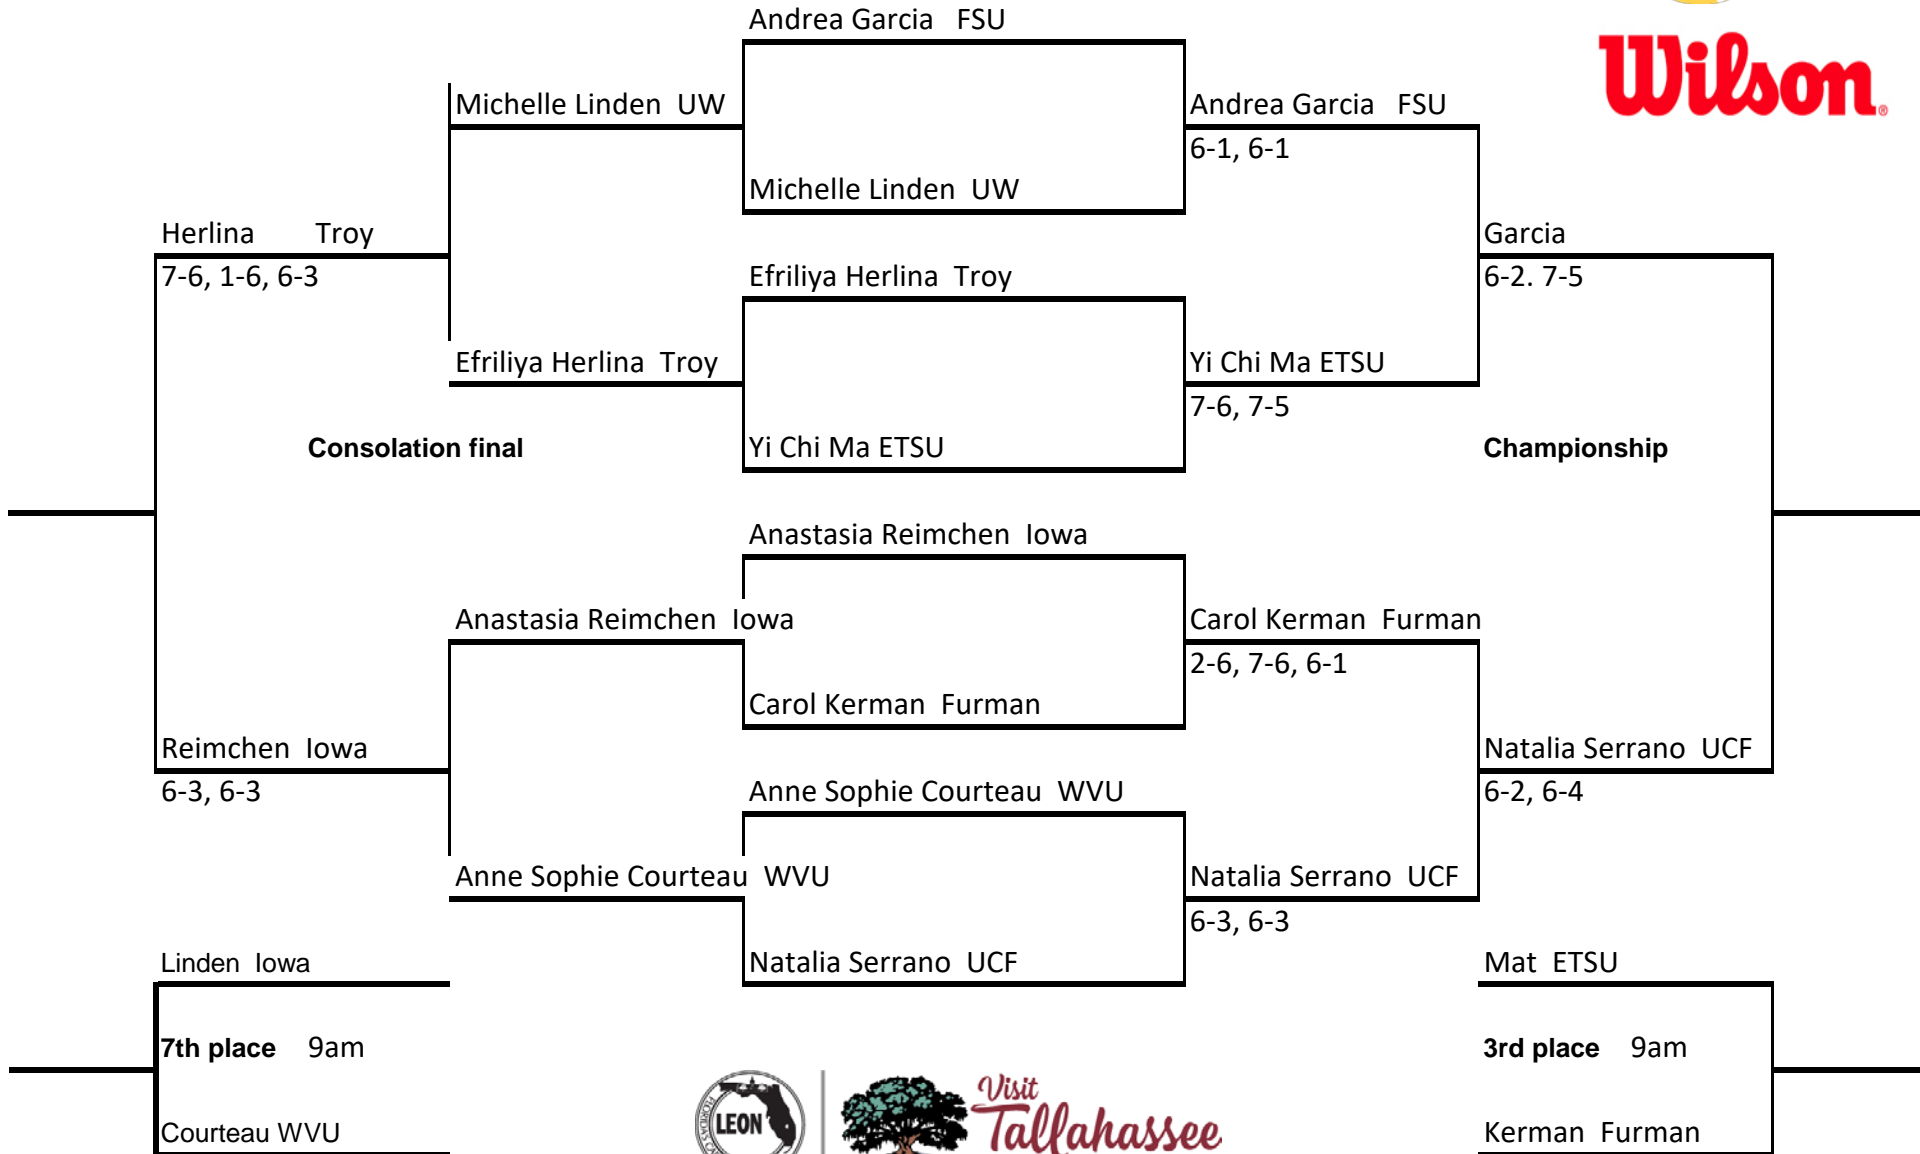 Andrea Garcia FSU
Wilson
Michelle Linden UW
Andrea Garcia FSU
6-1, 6-1
Michelle Linden UW
Herlina Troy
Garcia
7-6, 1-6, 6-3
Efriliya Herlina Troy
6-2. 7-5
Efriliya Herlina Troy
Yi Chi Ma ETSU
7-6, 7-5
Consolation final
Yi Chi Ma ETSU
Championship
Anastasia Reimchen Iowa
Anastasia Reimchen Iowa
Carol Kerman Furman
2-6, 7-6, 6-1
Carol Kerman Furman
Reimchen Iowa
Natalia Serrano UCF
6-3, 6-3
Anne Sophie Courteau WVU
6-2, 6-4
Anne Sophie Courteau WVU
Natalia Serrano UCF
6-3, 6-3
Linden Iowa
Natalia Serrano UCF
Mat ETSU
7th place 9am
3rd place 9am
Visit
Tallahassee
LEON
Courteau WVU
Kerman Furman